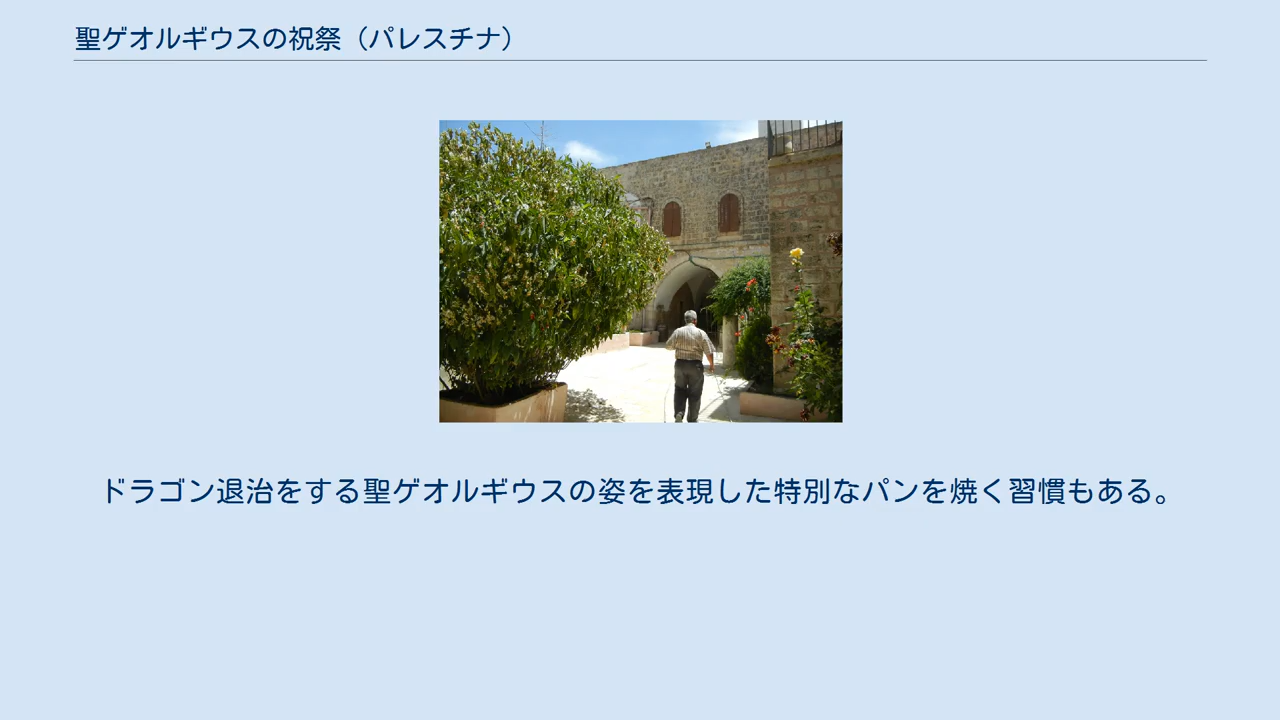 聖ゲオルギウスの祝祭（パレスチナ）
ドラゴン退治をする聖ゲオルギウスの姿を表現した特別なパンを焼く習慣もある。